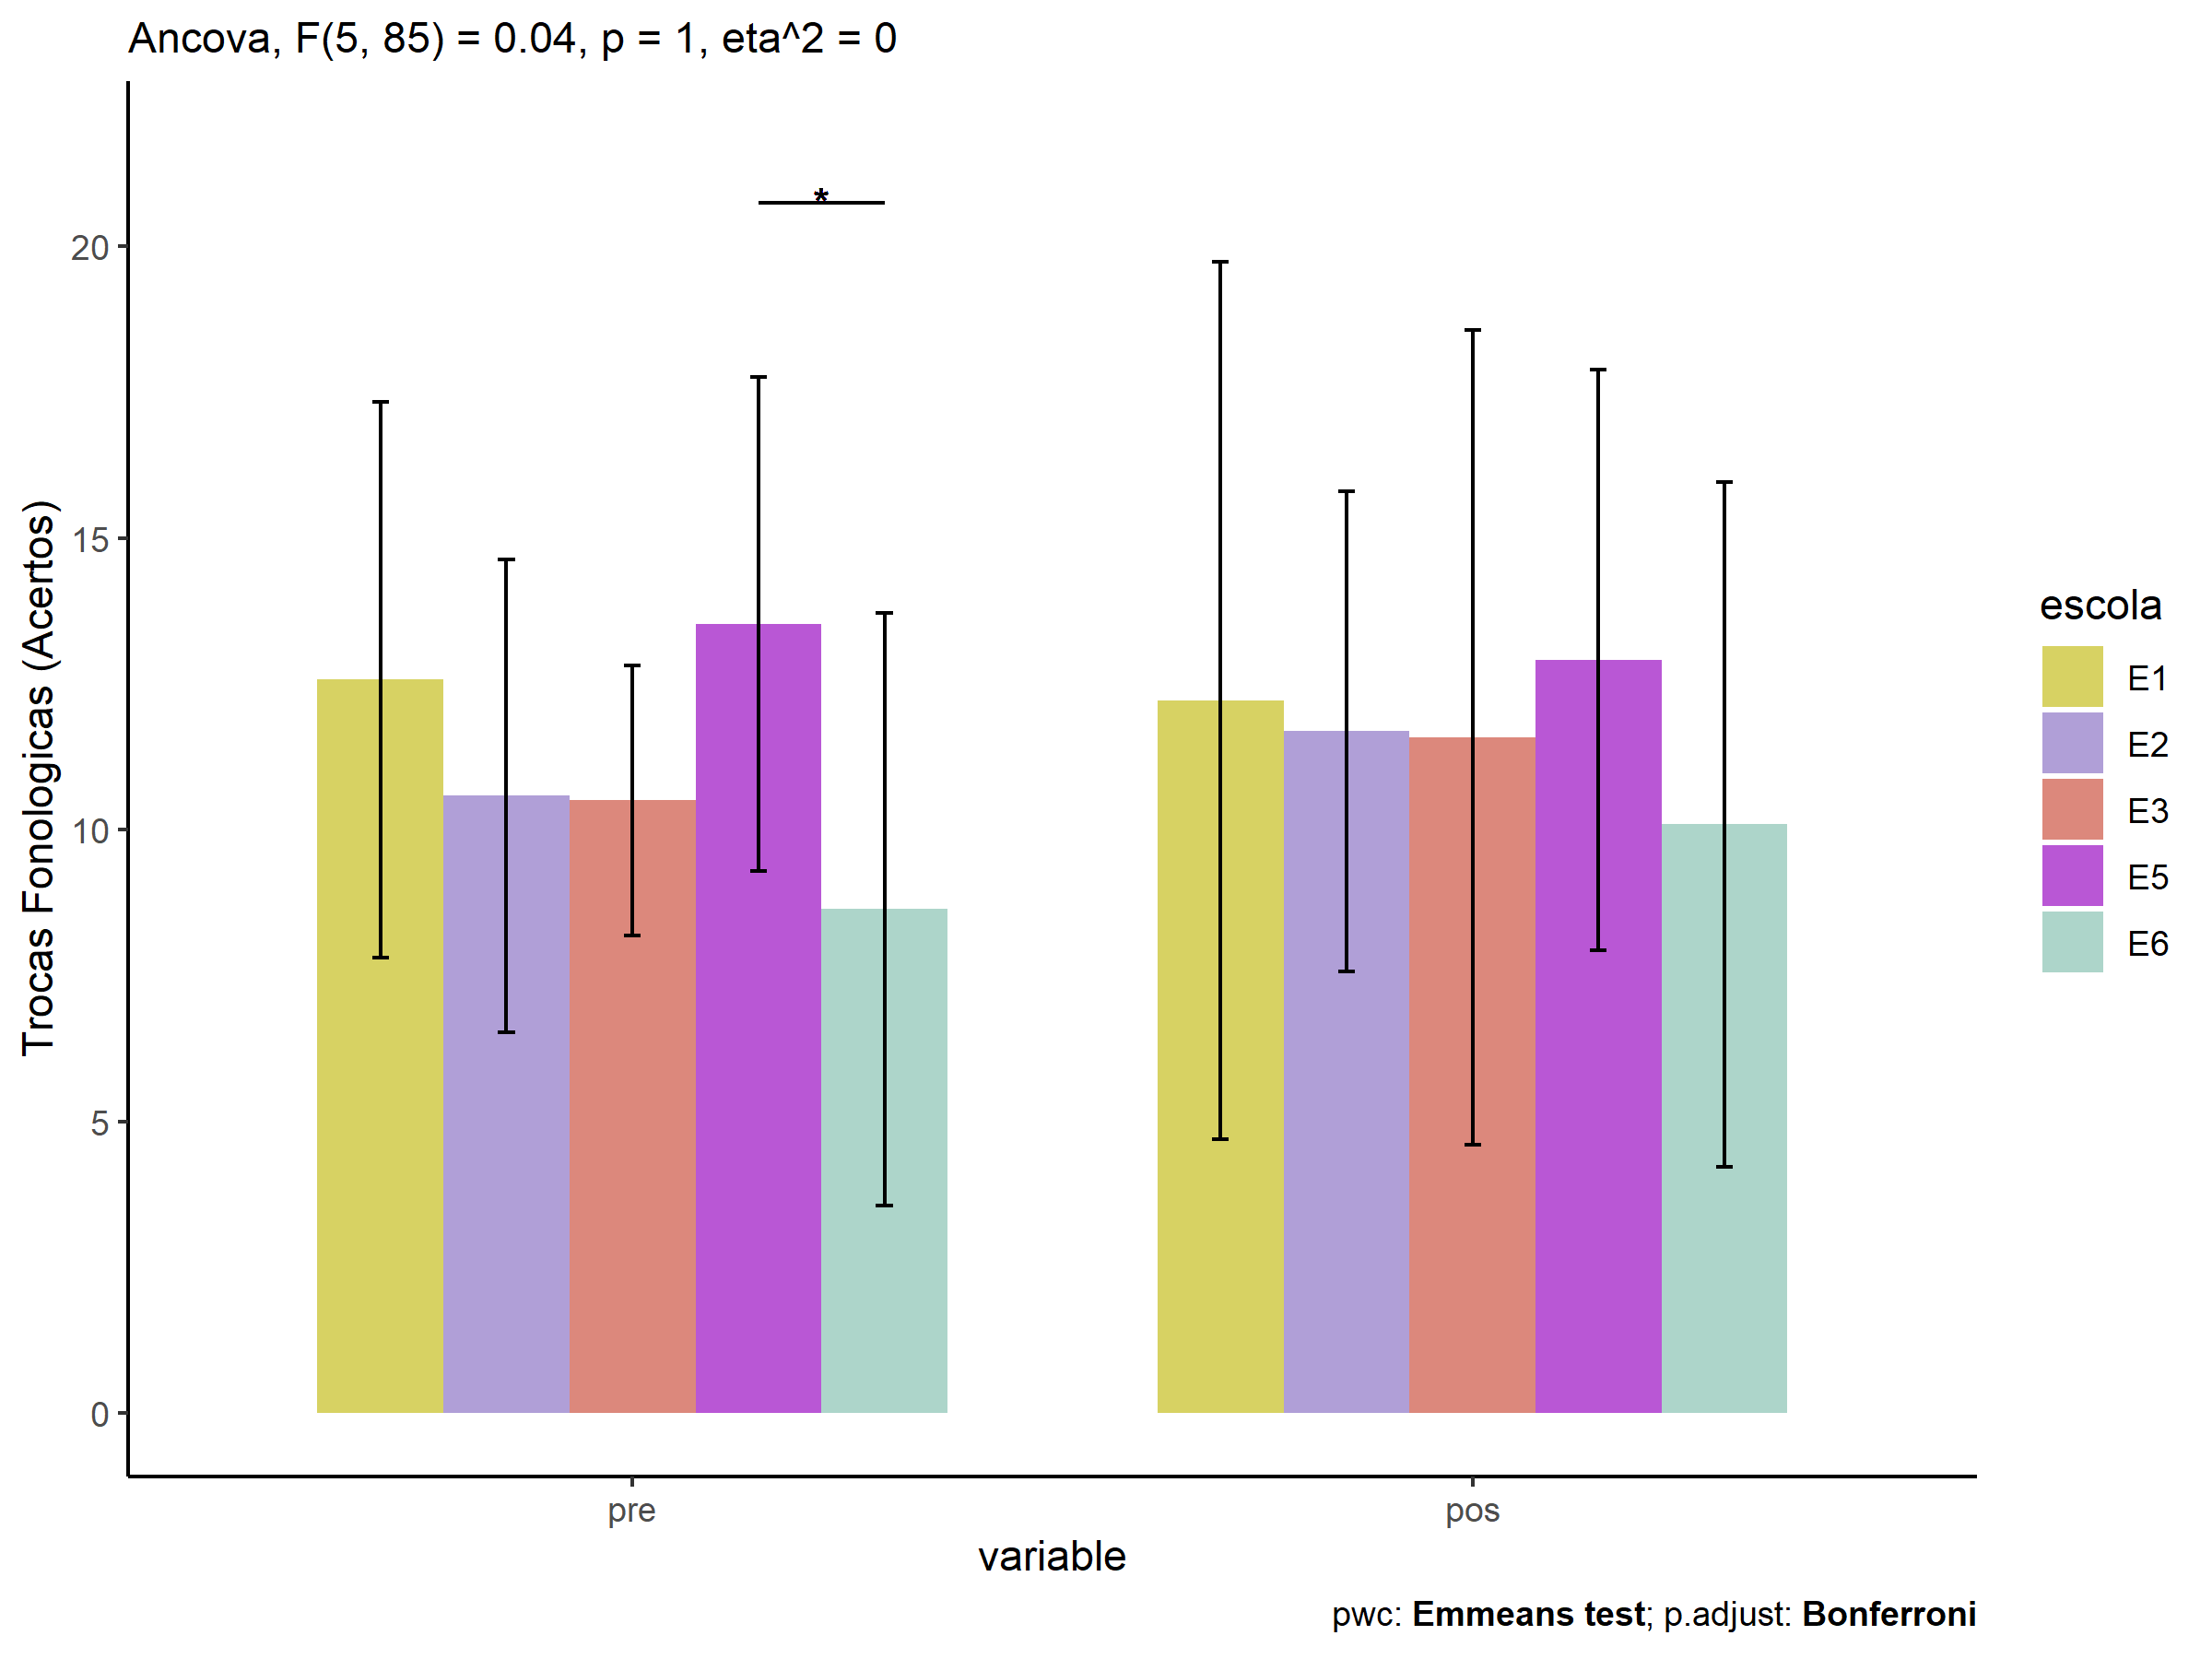 Ancova, F(5, 85) = 0.04, p = 1, eta^2 = 0
*
20
15
10
5
0
Trocas Fonologicas (Acertos)
pre
pos
variable
escola
E1
E2
E3
E5
E6
pwc: Emmeans test; p.adjust: Bonferroni